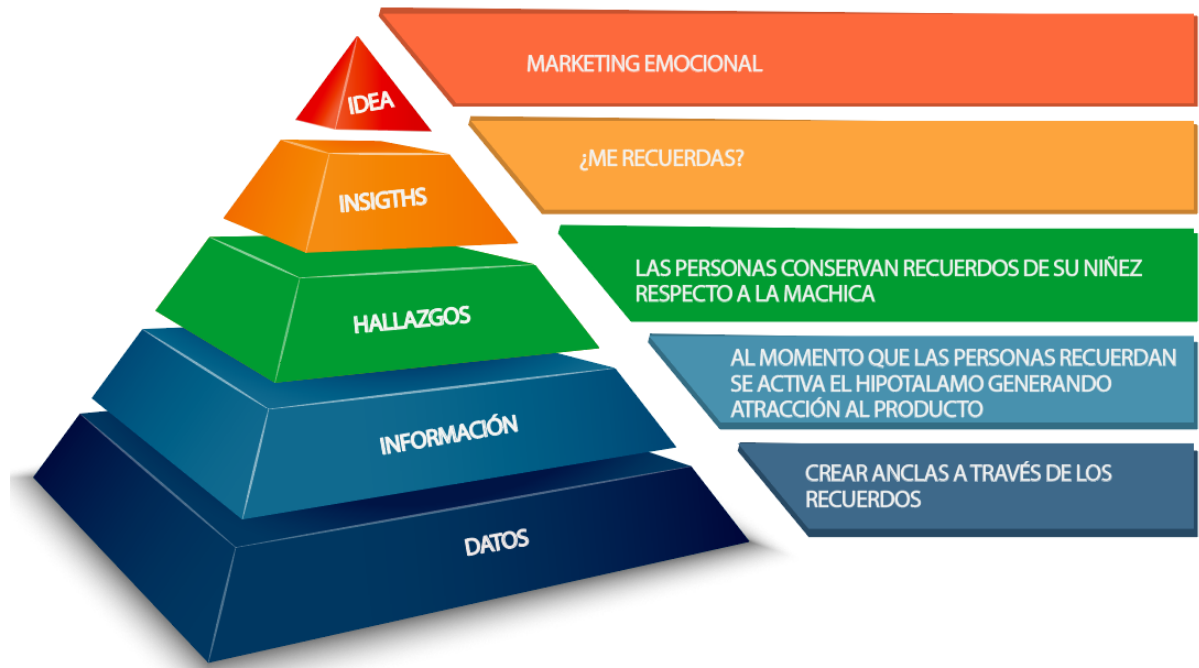 IDEA
MARKETING EMOCIONAL
INSIGTHS
¿ME RECUERDAS?
HALLAZGOS
LAS PERSONAS CONSERVAN RECUERDOS DE SU NIÑEZ
RESPECTO A LA MACHICA
INFORMACIÓN
AL MOMENTO QUE LAS PERSONAS RECUERDAN
SE ACTIVA EL HIPOTALAMO GENERANDO
ATRACCIÓN AL PRODUCTO
DATOS
CREAR ANCLAS A TRAVÉS DE LOS
RECUERDOS